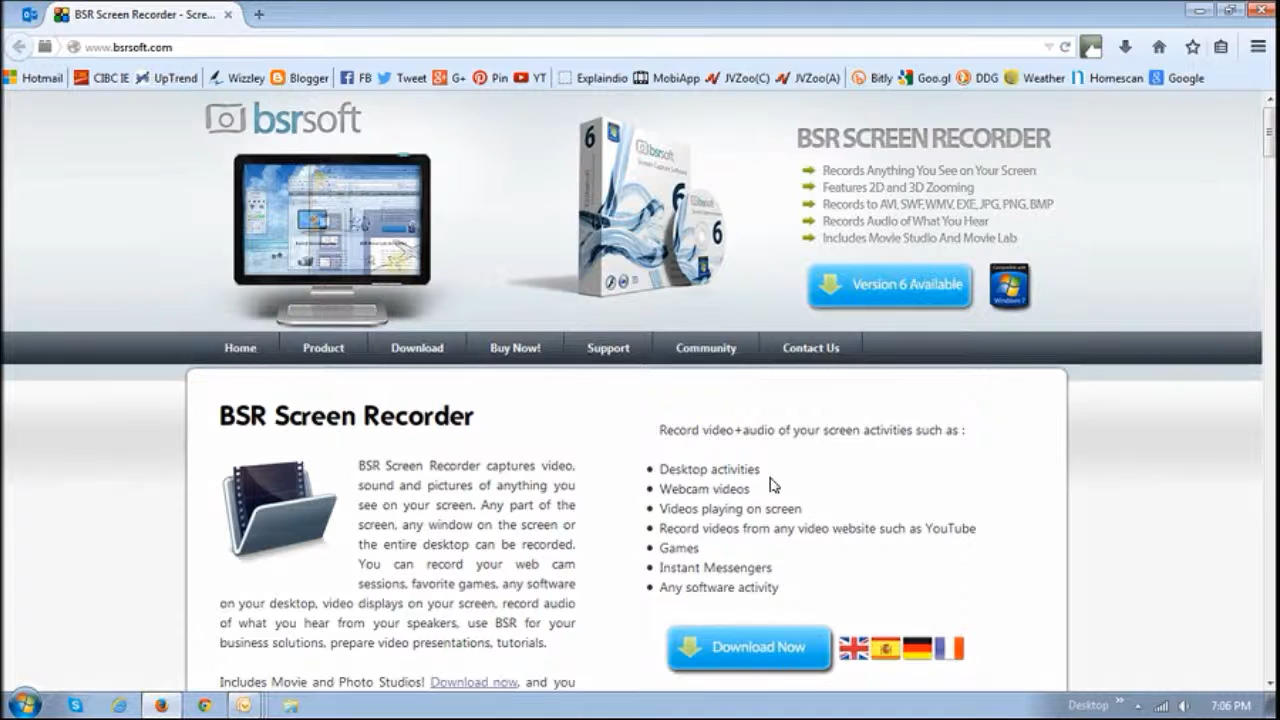 BSR Screen Recorder - Scre...
www.bsrsoft.com
Hotmail CIBC IE UpTrend Wizzley Blogger FB Tweet G+ Pin YT Explaindio MobiApp JVZoo(C) JVZoo(A) Bitly Goo.gl DDG Weather Homescan Google
bsrsoft
BSR SCREEN RECORDER
Records Anything You See on Your Screen
Features 2D and 3D Zooming
Records to AVI, SWF, WMV, EXE, JPG, PNG, BMP
Records Audio of What You Hear
Includes Movie Studio And Movie Lab
Version 6 Available
6
bsrsoft
6
6
Home Product Download Buy Now! Support Community Contact Us
BSR Screen Recorder
BSR Screen Recorder captures video,
sound and pictures of anything you
see on your screen. Any part of the
screen, any window on the screen or
the entire desktop can be recorded.
You can record your web cam
sessions, favorite games, any software
on your desktop, video displays on your screen, record audio
of what you hear from your speakers, use BSR for your
business solutions, prepare video presentations, tutorials.
Includes Movie and Photo Studios! Download now, and you
Record video+audio of your screen activities such as :
Desktop activities
Webcam videos
Videos playing on screen
Record videos from any video website such as YouTube
Games
Instant Messengers
Any software activity
Download Now
Desktop
7:06 PM